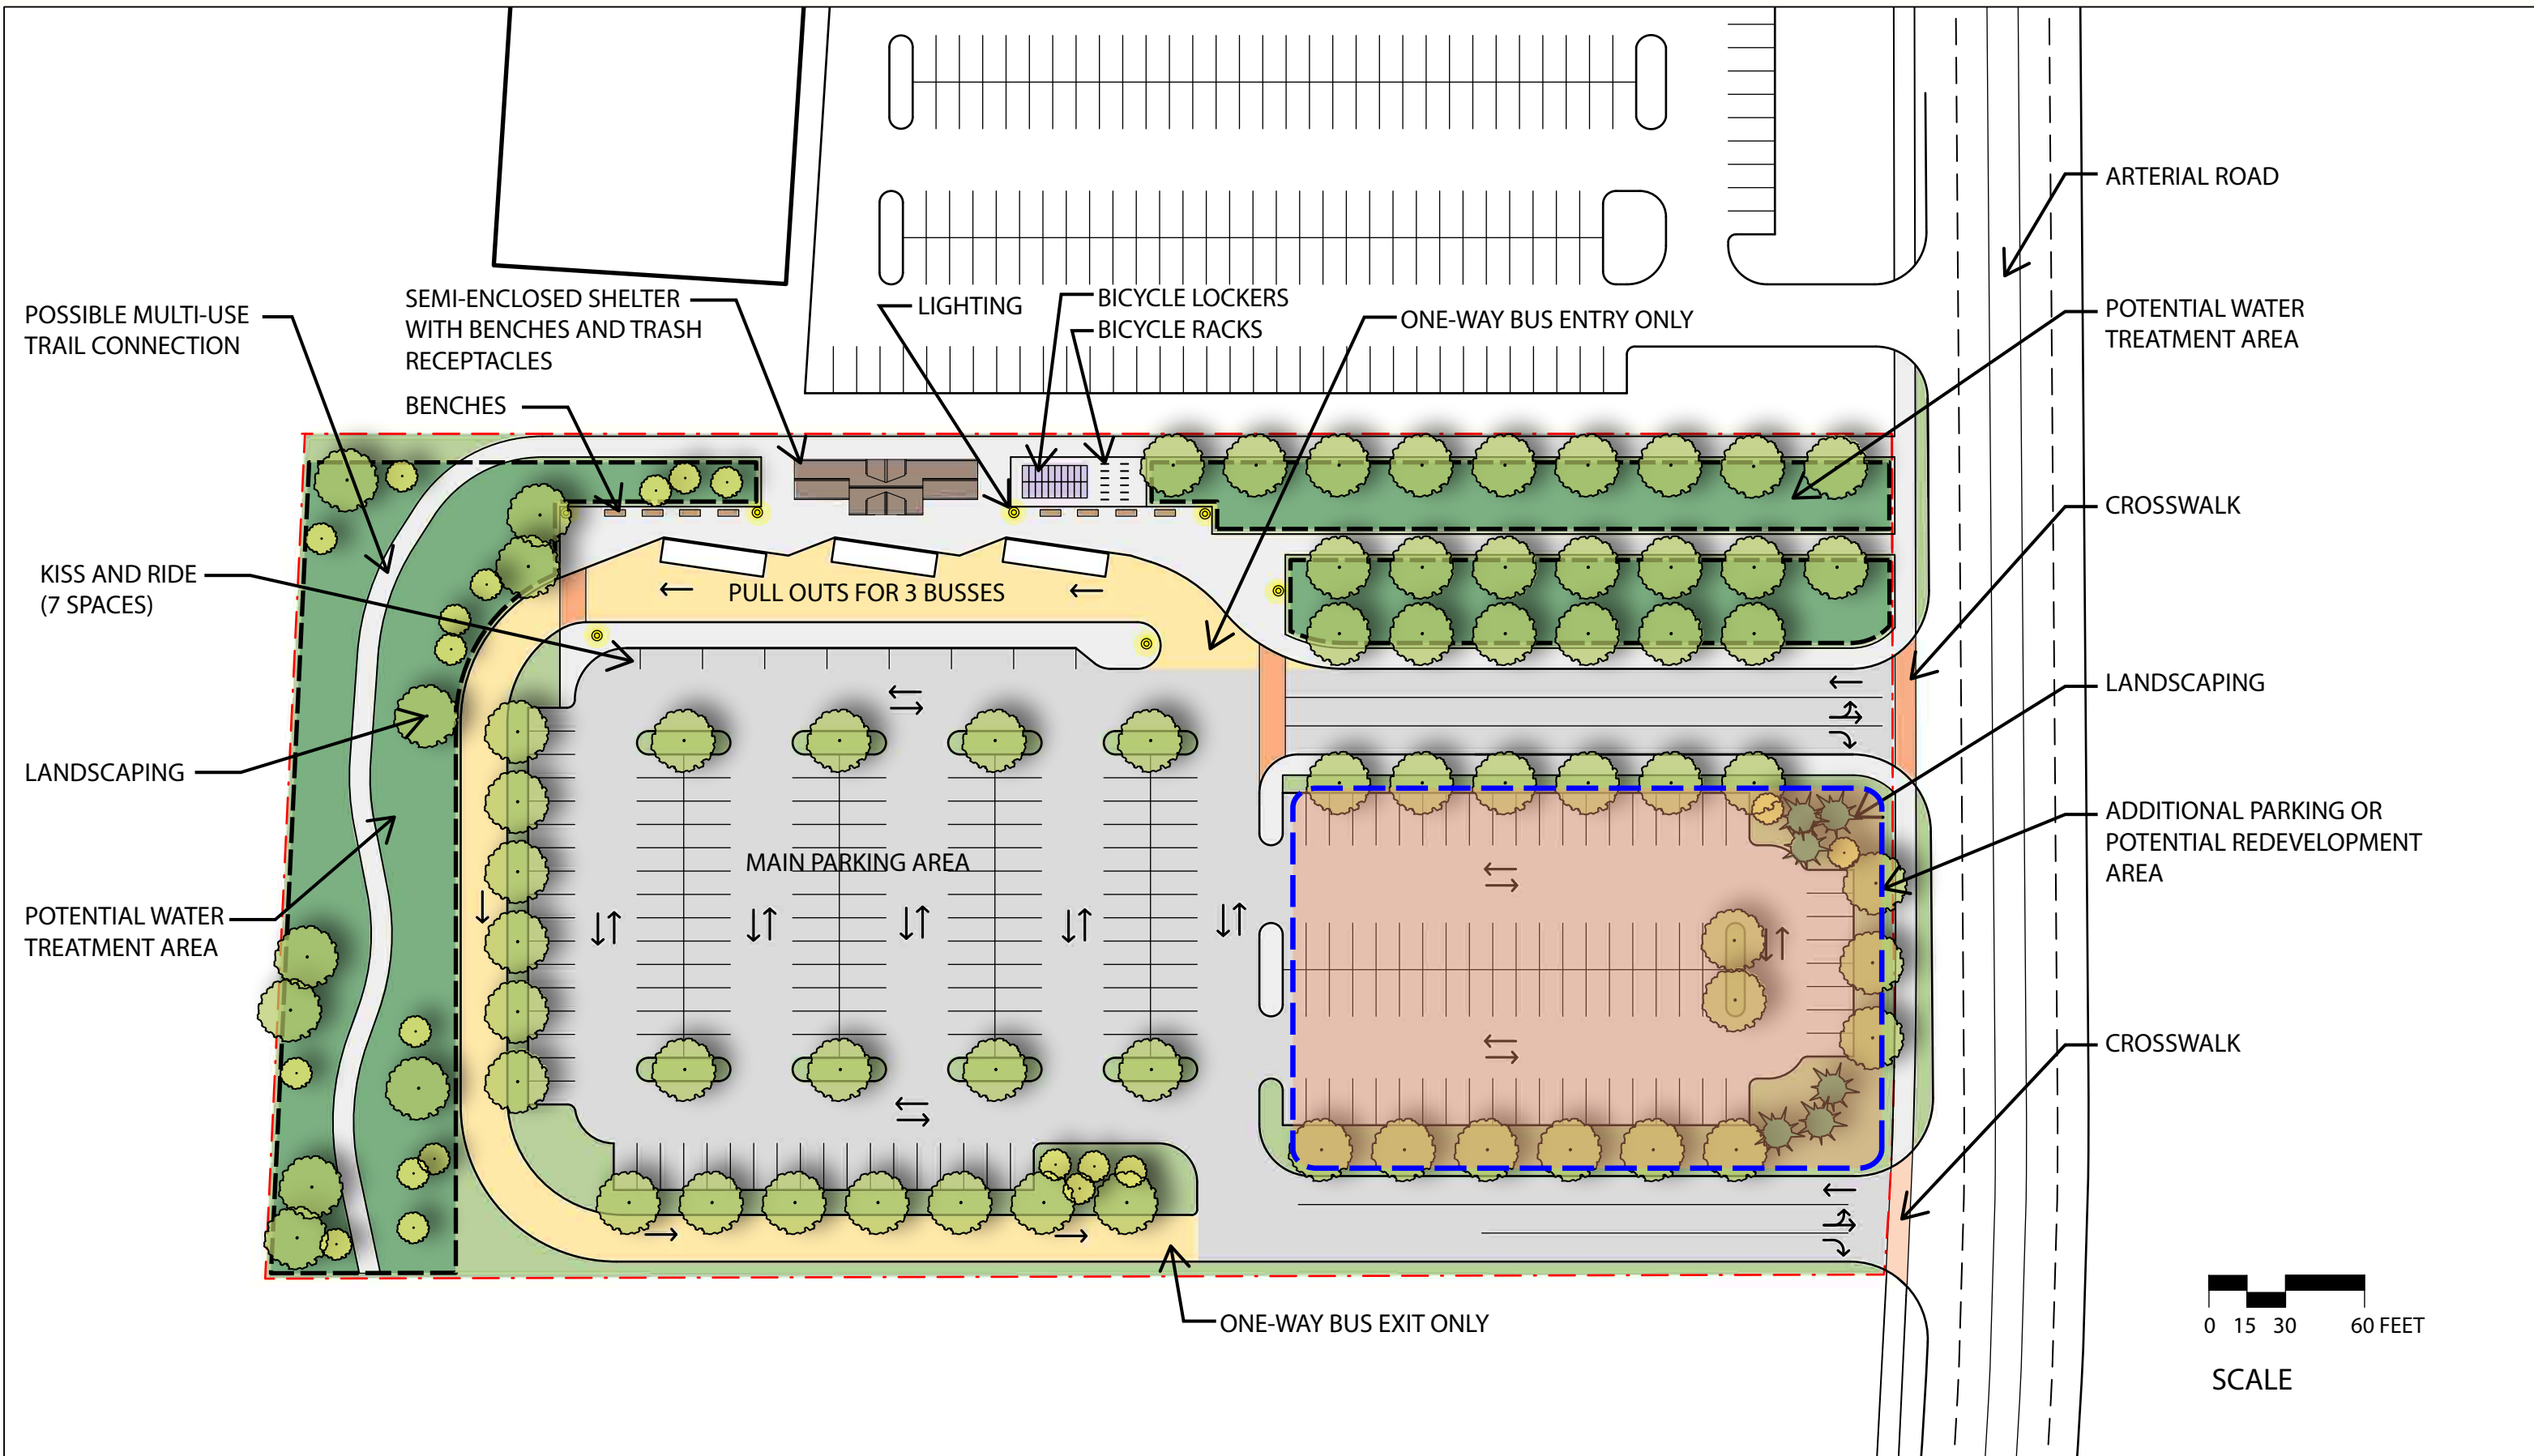 ARTERIAL ROAD
POSSIBLE MULTI-USE
TRAIL CONNECTION
SEMI-ENCLOSED SHELTER
WITH BENCHES AND TRASH
RECEPTACLES
BENCHES
LIGHTING
BICYCLE LOCKERS
BICYCLE RACKS
ONE-WAY BUS ENTRY ONLY
POTENTIAL WATER
TREATMENT AREA
CROSSWALK
KISS AND RIDE
(7 SPACES)
PULL OUTS FOR 3 BUSSES
LANDSCAPING
LANDSCAPING
ADDITIONAL PARKING OR
POTENTIAL REDEVELOPMENT
AREA
MAIN PARKING AREA
POTENTIAL WATER
TREATMENT AREA
CROSSWALK
ONE-WAY BUS EXIT ONLY
0 15 30 60 FEET
SCALE